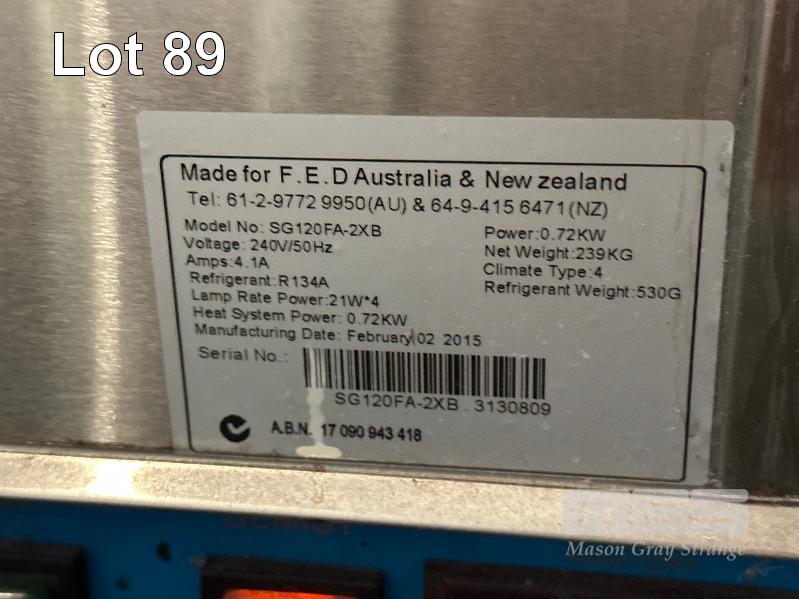 Lot 89
Made for F.E.D Australia & New zealand
Tel: 61-2-9772 9950(AU) & 64-9-415 6471(NZ)
Model No: SG120FA-2XB
Voltage: 240V/50Hz
Amps:4.1A
Refrigerant:R134A
Lamp Rate Power:21W*4
Heat System Power: 0.72KW
Manufacturing Date: February 02 2015
Power:0.72KW
Net Weight:239KG
Climate Type:4
Refrigerant Weight:530G
Serial No.:
SG120FA-2XB . 3130809
A.B.N. 17 090 943 418
DEMIST
MGS
Mason Gray Strange